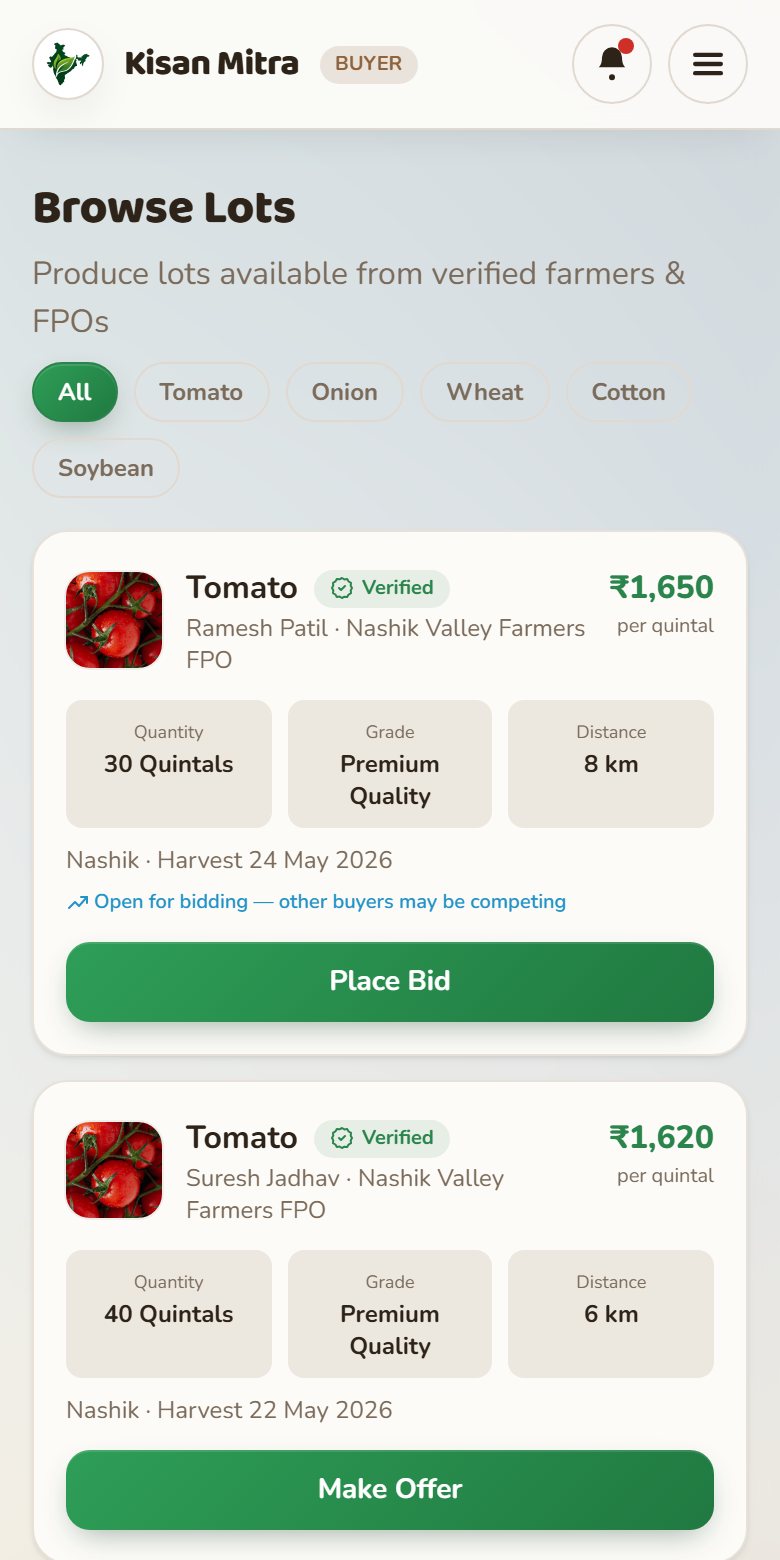 Kisan Mitra BUYER
Browse Lots
Produce lots available from verified farmers &
FPOs
All Tomato Onion Wheat Cotton
Soybean
Tomato Verified ₹1,650
Ramesh Patil · Nashik Valley Farmers per quintal
FPO
Quantity Grade Distance
30 Quintals Premium 8 km
Quality
Nashik · Harvest 24 May 2026
Open for bidding — other buyers may be competing
Place Bid
Tomato Verified ₹1,620
Suresh Jadhav · Nashik Valley per quintal
Farmers FPO
Quantity Grade Distance
40 Quintals Premium 6 km
Quality
Nashik · Harvest 22 May 2026
Make Offer